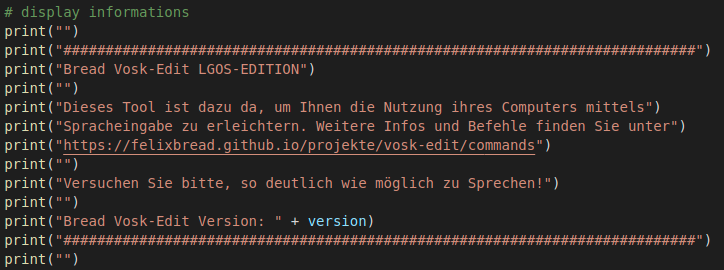 # display informations
print("")
print("###########################################################################")
print("Bread Vosk-Edit LGOS-EDITION")
print("")
print("Dieses Tool ist dazu da, um Ihnen die Nutzung ihres Computers mittels")
print("Spracheingabe zu erleichtern. Weitere Infos und Befehle finden Sie unter")
print("https://felixbread.github.io/projekte/vosk-edit/commands")
print("")
print("Versuchen Sie bitte, so deutlich wie möglich zu Sprechen!")
print("")
print("Bread Vosk-Edit Version: " + version)
print("###########################################################################")
print("")